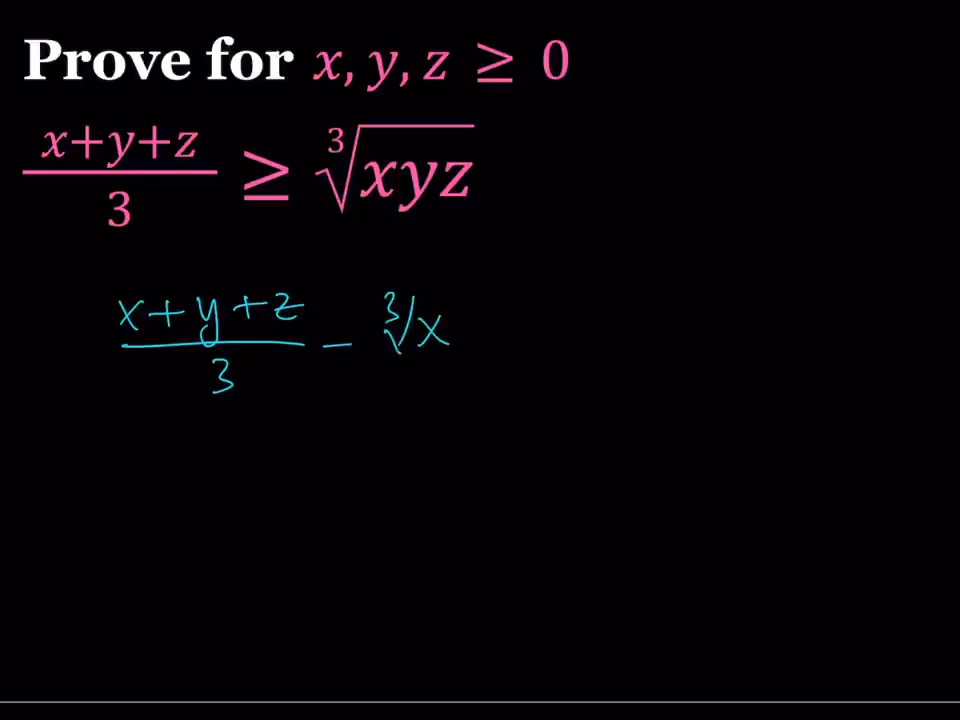 Prove for x, y, z ≥ 0
x+y+z / 3 ≥ ∛xyz
x+y+z / 3 − ∛x